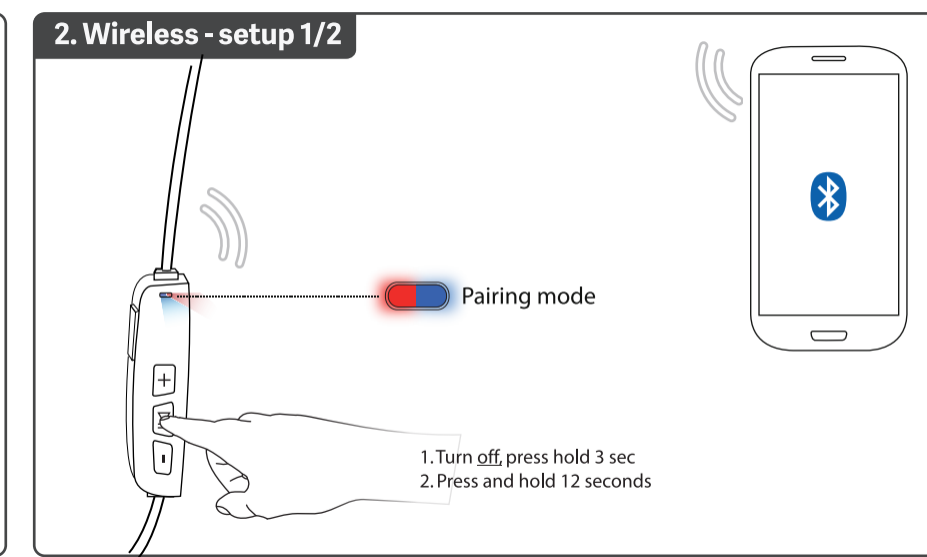 2. Wireless - setup 1/2
Pairing mode
+
-
1.Turn off, press hold 3 sec
2.Press and hold 12 seconds